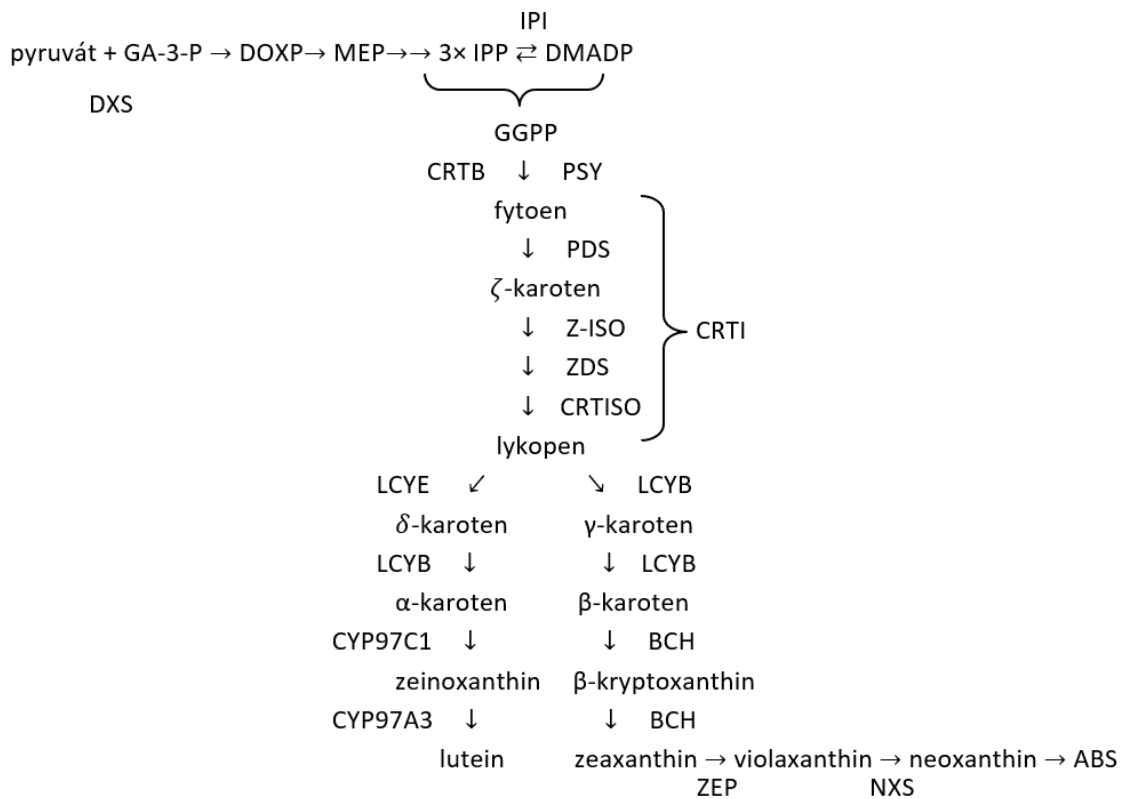 IPI
pyruvát + GA-3-P → DOXP→ MEP→→ 3× IPP ⇄ DMADP
DXS
GGPP
CRTB ↓ PSY
fytoen
↓ PDS
ζ-karoten
↓ Z-ISO
CRTI
↓ ZDS
↓ CRTISO
lykopen
LCYE ↙ ↘ LCYB
δ-karoten γ-karoten
LCYB ↓ ↓ LCYB
α-karoten β-karoten
CYP97C1 ↓ ↓ BCH
zeinoxanthin β-kryptoxanthin
CYP97A3 ↓ ↓ BCH
lutein zeaxanthin → violaxanthin → neoxanthin → ABS
ZEP NXS